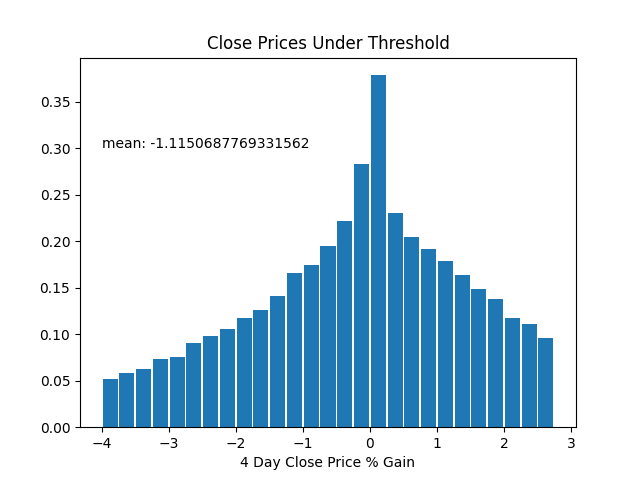 Close Prices Under Threshold
0.35
0.30
0.25
0.20
0.15
0.10
0.05
0.00
mean: -1.1150687769331562
−4 −3 −2 −1 0 1 2 3
4 Day Close Price % Gain